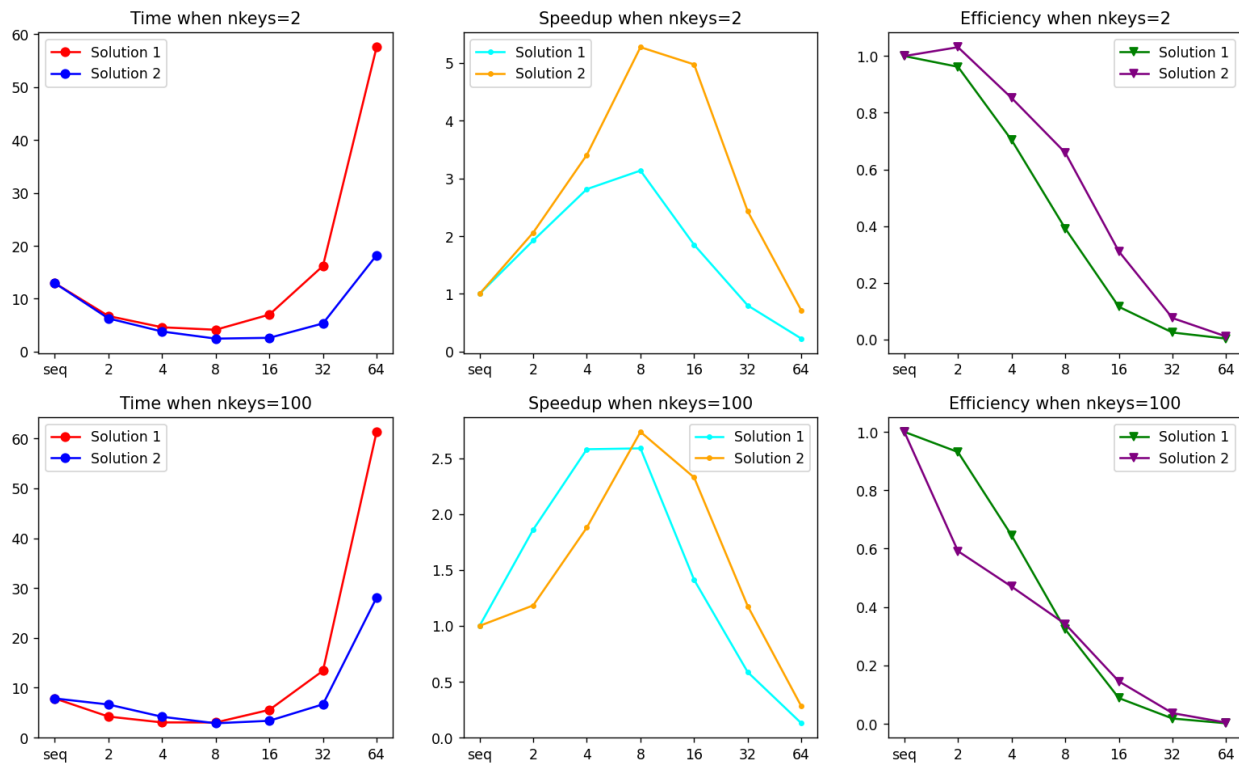 Time when nkeys=2
Solution 1
Solution 2
60
50
40
30
20
10
0
seq 2 4 8 16 32 64
Speedup when nkeys=2
Solution 1
Solution 2
5
4
3
2
1
0
seq 2 4 8 16 32 64
Efficiency when nkeys=2
Solution 1
Solution 2
1.0
0.8
0.6
0.4
0.2
0.0
seq 2 4 8 16 32 64
Time when nkeys=100
Solution 1
Solution 2
60
50
40
30
20
10
0
seq 2 4 8 16 32 64
Speedup when nkeys=100
Solution 1
Solution 2
2.5
2.0
1.5
1.0
0.5
0.0
seq 2 4 8 16 32 64
Efficiency when nkeys=100
Solution 1
Solution 2
1.0
0.8
0.6
0.4
0.2
0.0
seq 2 4 8 16 32 64